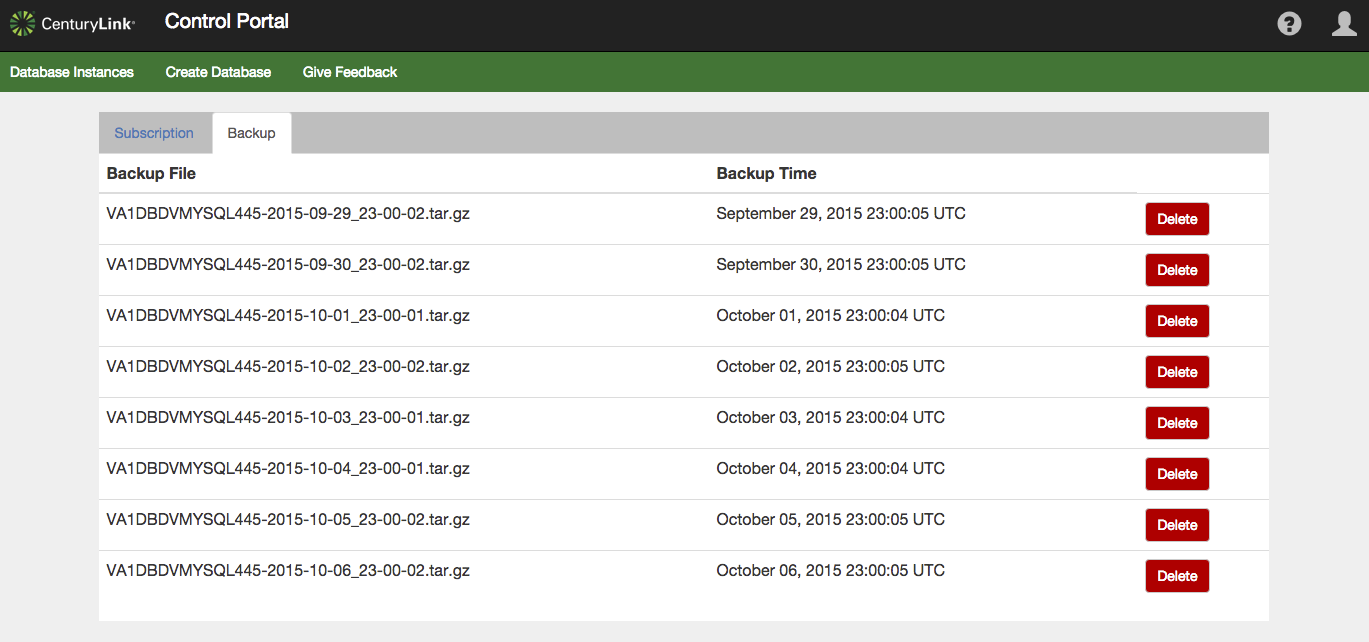 CenturyLink Control Portal ?
Database Instances Create Database Give Feedback
Subscription Backup
Backup File Backup Time
VA1DBDVMYSQL445-2015-09-29_23-00-02.tar.gz September 29, 2015 23:00:05 UTC Delete
VA1DBDVMYSQL445-2015-09-30_23-00-02.tar.gz September 30, 2015 23:00:05 UTC Delete
VA1DBDVMYSQL445-2015-10-01_23-00-01.tar.gz October 01, 2015 23:00:04 UTC Delete
VA1DBDVMYSQL445-2015-10-02_23-00-02.tar.gz October 02, 2015 23:00:05 UTC Delete
VA1DBDVMYSQL445-2015-10-03_23-00-01.tar.gz October 03, 2015 23:00:04 UTC Delete
VA1DBDVMYSQL445-2015-10-04_23-00-01.tar.gz October 04, 2015 23:00:04 UTC Delete
VA1DBDVMYSQL445-2015-10-05_23-00-02.tar.gz October 05, 2015 23:00:05 UTC Delete
VA1DBDVMYSQL445-2015-10-06_23-00-02.tar.gz October 06, 2015 23:00:05 UTC Delete